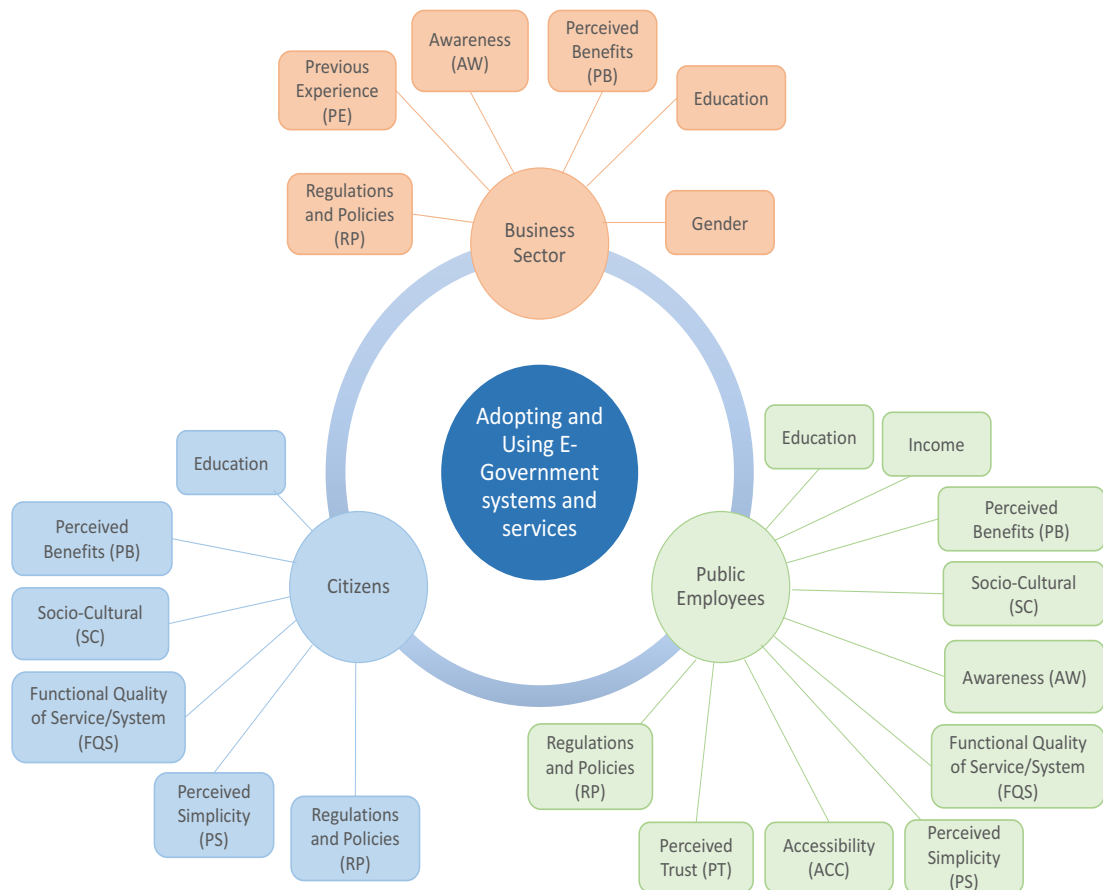 Awareness
(AW)
Perceived
Benefits
(PB)
Previous
Experience
(PE)
Education
Regulations
and Policies
(RP)
Gender
Business
Sector
Adopting and
Using E-
Government
systems and
services
Education
Perceived
Benefits (PB)
Socio-Cultural
(SC)
Functional Quality
of Service/System
(FQS)
Perceived
Simplicity
(PS)
Regulations
and Policies
(RP)
Citizens
Education
Income
Perceived
Benefits (PB)
Socio-Cultural
(SC)
Awareness (AW)
Functional Quality
of Service/System
(FQS)
Perceived
Simplicity
(PS)
Accessibility
(ACC)
Perceived
Trust (PT)
Regulations
and Policies
(RP)
Public
Employees